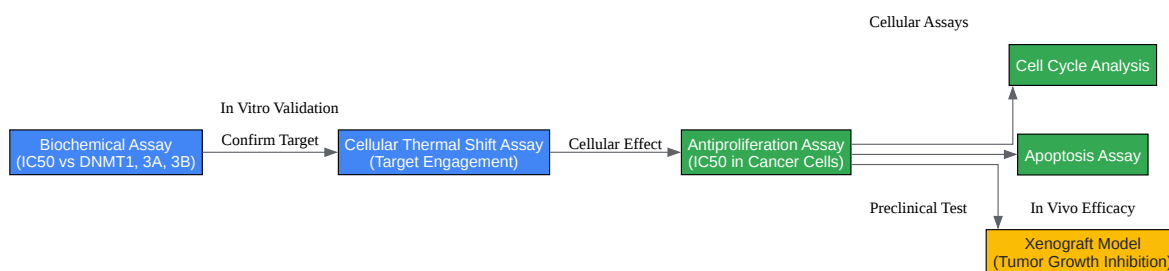 Cellular Assays
Cell Cycle Analysis
In Vitro Validation
Biochemical Assay
(IC50 vs DNMT1, 3A, 3B)
Confirm Target
Cellular Thermal Shift Assay
(Target Engagement)
Cellular Effect
Antiproliferation Assay
(IC50 in Cancer Cells)
Apoptosis Assay
Preclinical Test
In Vivo Efficacy
Xenograft Model
(Tumor Growth Inhibition)